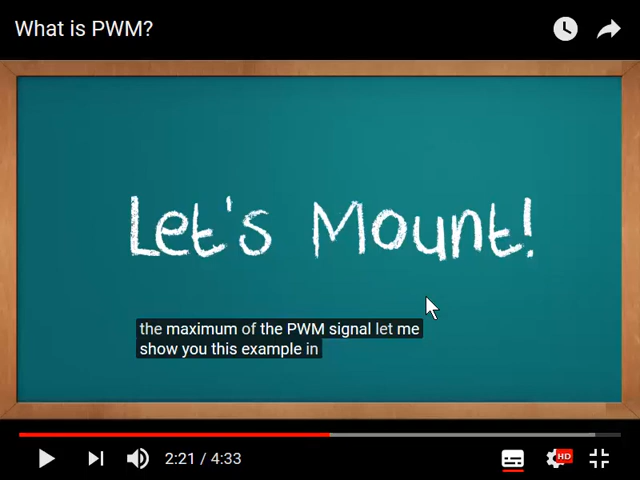 What is PWM?
Let's Mount!
the maximum of the PWM signal let me
show you this example in
2:21 / 4:33
HD